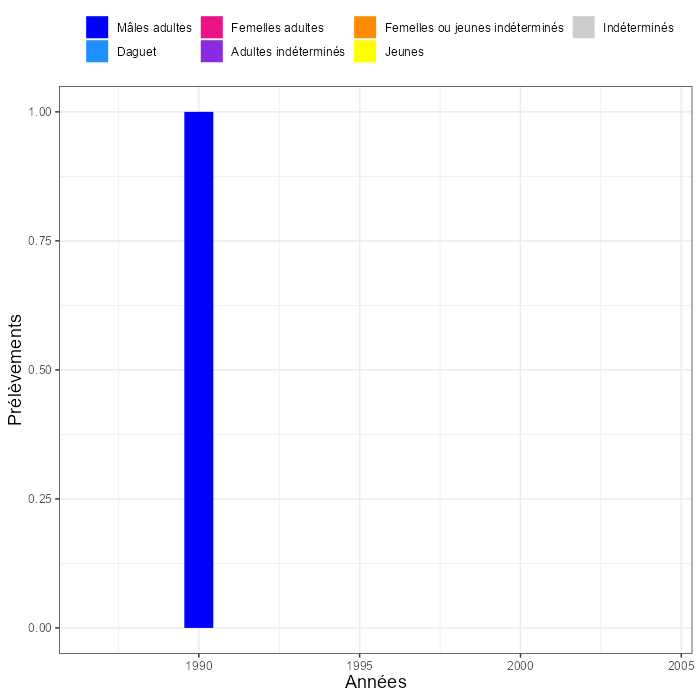 Mâles adultes Femelles adultes Femelles ou jeunes indéterminés Indéterminés
Daguet Adultes indéterminés Jeunes
1.00
0.75
0.50
0.25
0.00
Prélèvements
1990 1995 2000 2005
Années